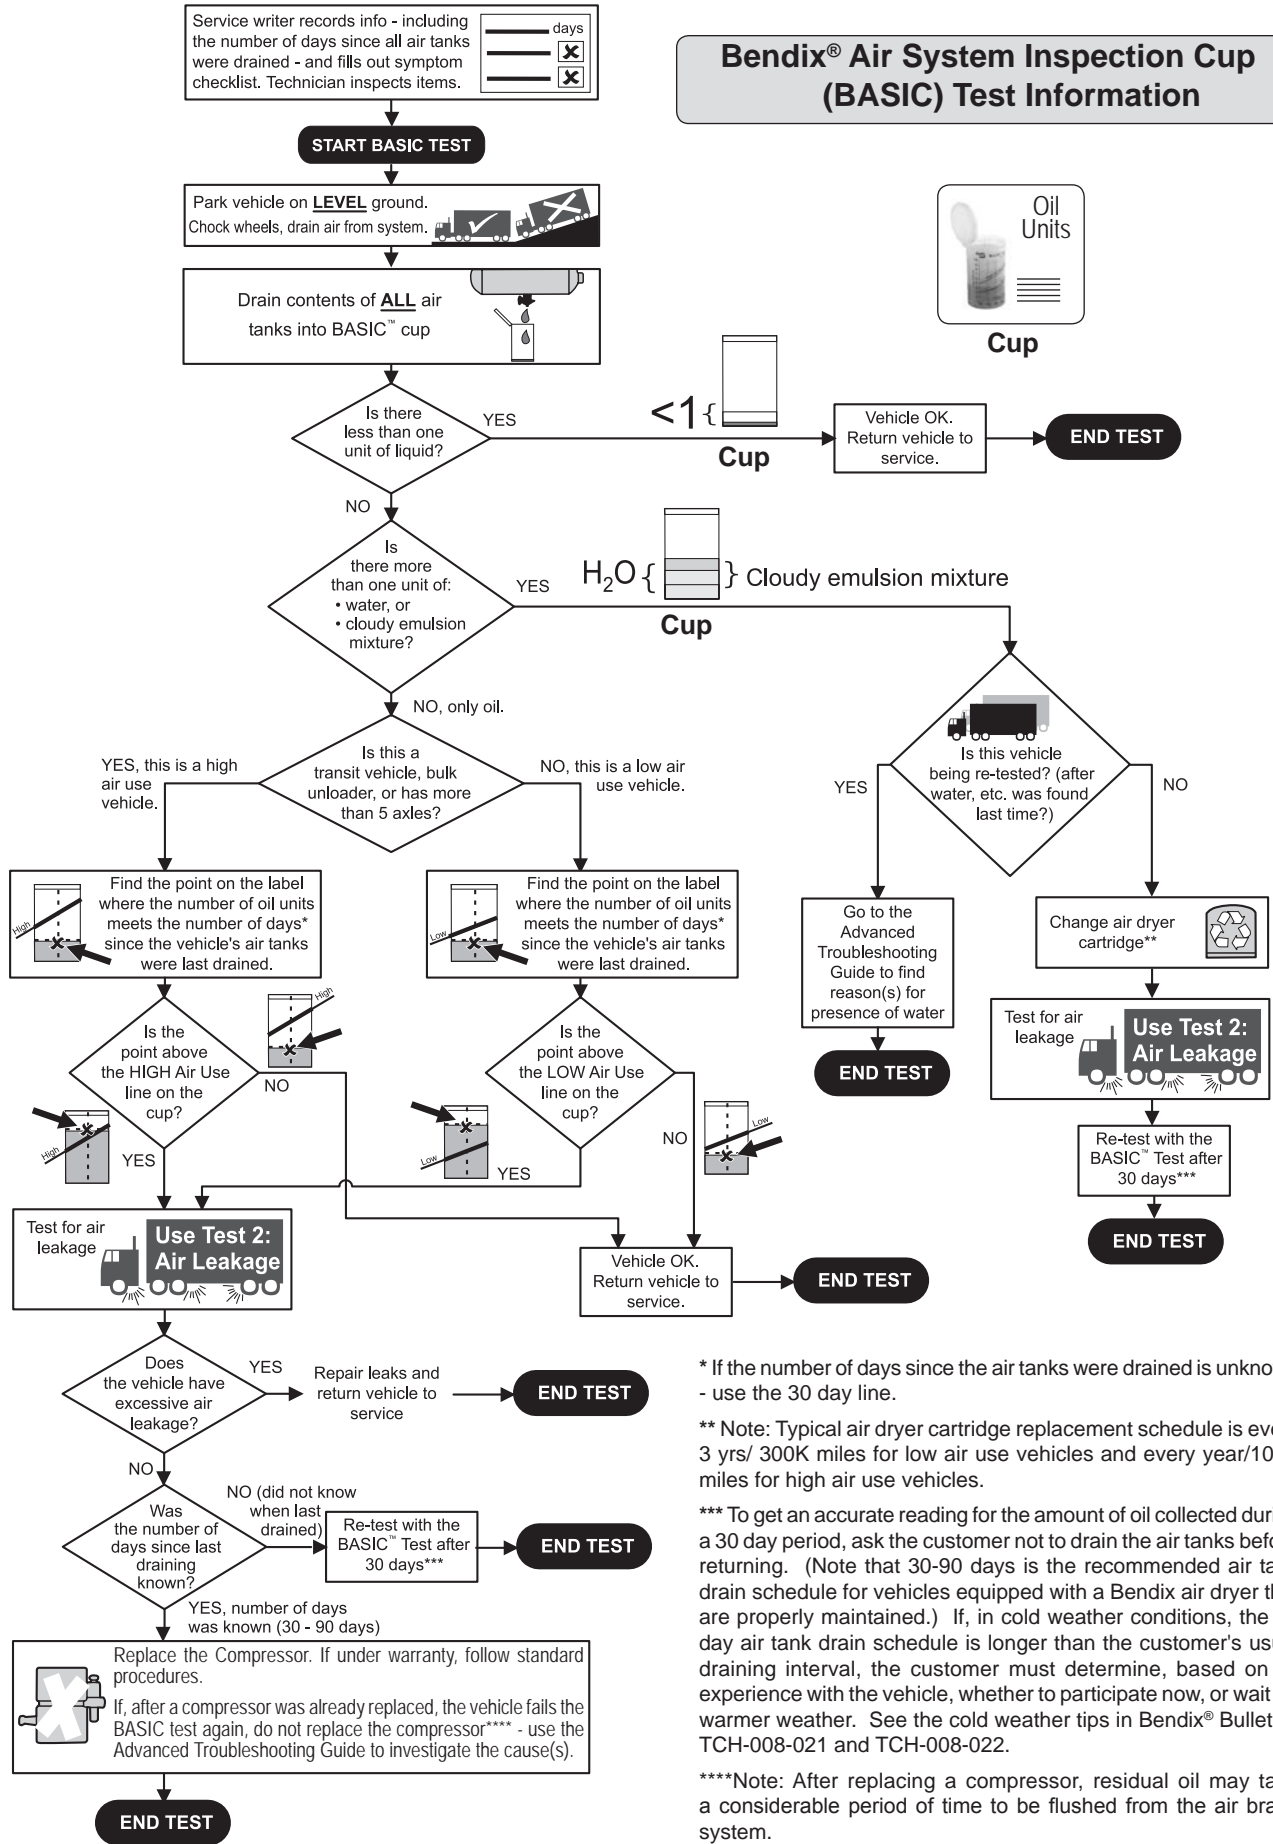 Service writer records info - including
the number of days since all air tanks
were drained - and fills out symptom
checklist. Technician inspects items.
days
Bendix® Air System Inspection Cup
(BASIC) Test Information
START BASIC TEST
Park vehicle on LEVEL ground.
Chock wheels, drain air from system.
Oil
Units
Cup
Drain contents of ALL air
tanks into BASIC™ cup
Is there
less than one
unit of liquid?
YES
<1 {
Cup
Vehicle OK.
Return vehicle to
service.
END TEST
NO
Is
there more
than one unit of:
• water, or
• cloudy emulsion
mixture?
YES
H2O { } Cloudy emulsion mixture
Cup
NO, only oil.
Is this a
transit vehicle, bulk
unloader, or has more
than 5 axles?
YES, this is a high
air use
vehicle.
NO, this is a low air
use vehicle.
Is this vehicle
being re-tested? (after
water, etc. was found
last time?)
YES
NO
High
Find the point on the label
where the number of oil units
meets the number of days*
since the vehicle's air tanks
were last drained.
Low
Find the point on the label
where the number of oil units
meets the number of days*
since the vehicle's air tanks
were last drained.
Go to the
Advanced
Troubleshooting
Guide to find
reason(s) for
presence of water
END TEST
Change air dryer
cartridge**
Test for air
leakage
Use Test 2:
Air Leakage
Re-test with the
BASIC™ Test after
30 days***
END TEST
Is the
point above
the HIGH Air Use
line on the
cup?
High
NO
High
YES
Is the
point above
the LOW Air Use
line on the
cup?
Low
YES
NO
Low
Test for air
leakage
Use Test 2:
Air Leakage
Vehicle OK.
Return vehicle to
service.
END TEST
Does
the vehicle have
excessive air
leakage?
YES
Repair leaks and
return vehicle to
service
END TEST
NO
Was
the number of
days since last
draining
known?
NO (did not know
when last
drained)
Re-test with the
BASIC™ Test after
30 days***
END TEST
YES, number of days
was known (30 - 90 days)
Replace the Compressor. If under warranty, follow standard
procedures.
If, after a compressor was already replaced, the vehicle fails the
BASIC test again, do not replace the compressor**** - use the
Advanced Troubleshooting Guide to investigate the cause(s).
END TEST
* If the number of days since the air tanks were drained is
- use the 30 day line.
** Note: Typical air dryer cartridge replacement schedule is
3 yrs/ 300K miles for low air use vehicles and every
miles for high air use vehicles.
*** To get an accurate reading for the amount of oil collected
a 30 day period, ask the customer not to drain the air tanks
returning. (Note that 30-90 days is the recommended air
drain schedule for vehicles equipped with a Bendix air dryer
are properly maintained.) If, in cold weather conditions, the
day air tank drain schedule is longer than the customer's
draining interval, the customer must determine, based on
experience with the vehicle, whether to participate now, or wait
warmer weather. See the cold weather tips in Bendix®
TCH-008-021 and TCH-008-022.
****Note: After replacing a compressor, residual oil may
a considerable period of time to be flushed from the air
system.